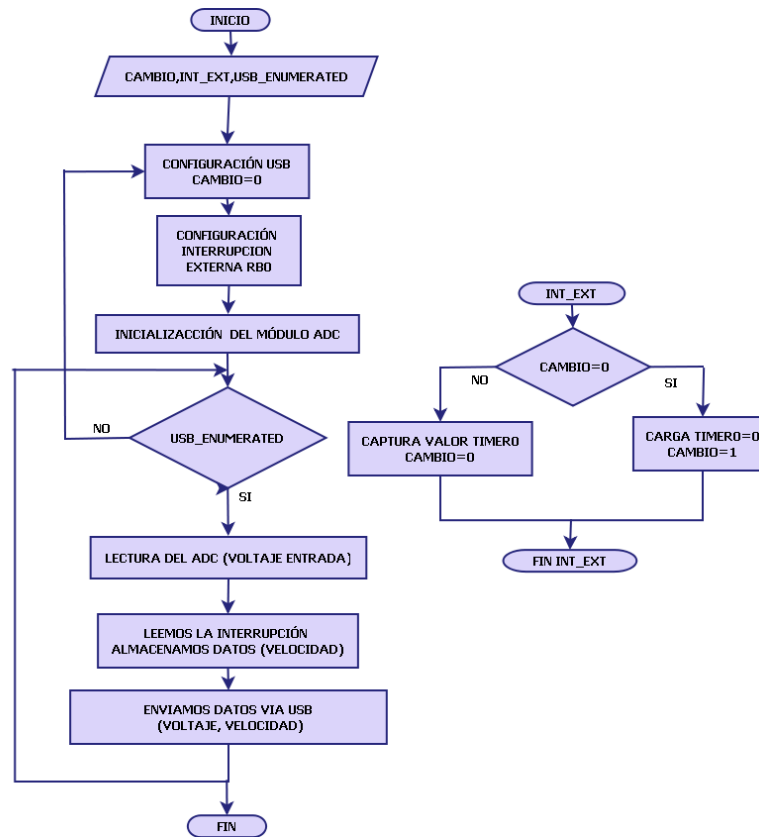 INICIO
CAMBIO,INT_EXT,USB_ENUMERATED
CONFIGURACIÓN USB
CAMBIO=0
CONFIGURACIÓN
INTERRUPCION
EXTERNA RB0
INICIALIZACCIÓN DEL MÓDULO ADC
USB_ENUMERATED
NO
SI
LECTURA DEL ADC (VOLTAJE ENTRADA)
LEEMOS LA INTERRUPCIÓN
ALMACENAMOS DATOS (VELOCIDAD)
ENVIAMOS DATOS VIA USB
(VOLTAJE, VELOCIDAD)
FIN
INT_EXT
CAMBIO=0
NO
SI
CAPTURA VALOR TIMER0
CAMBIO=0
CARGA TIMER0=0
CAMBIO=1
FIN INT_EXT